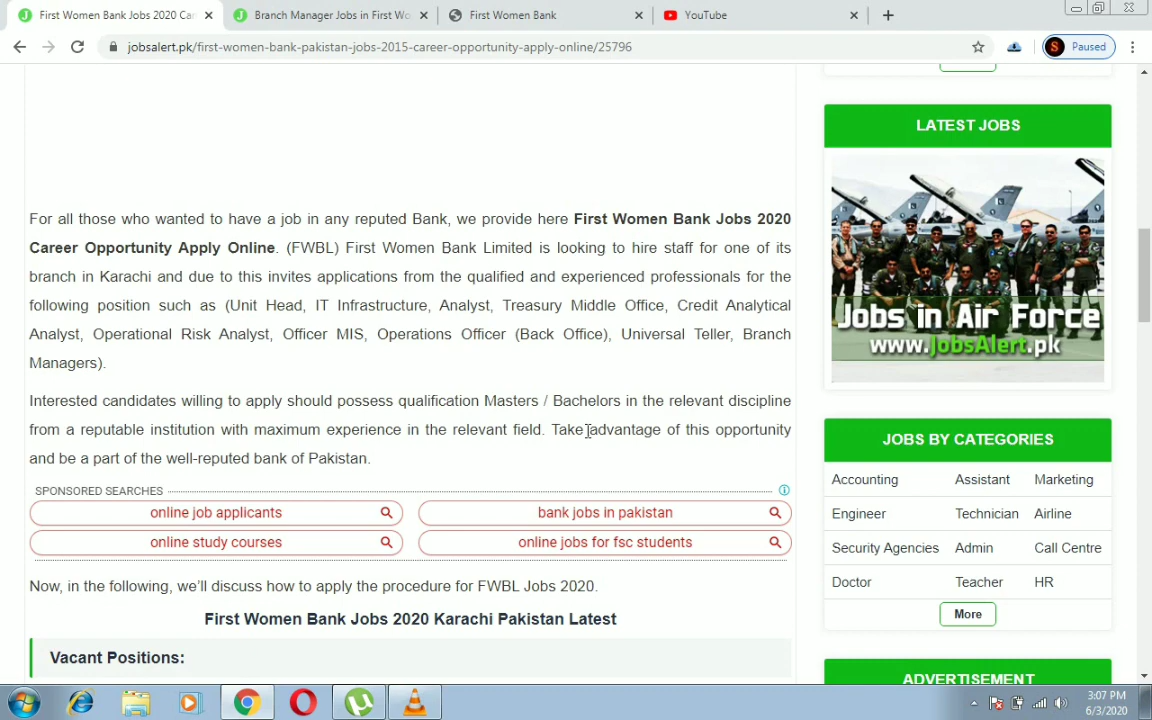 First Women Bank Jobs 2020 Ca
Branch Manager Jobs in First Wo
First Women Bank
YouTube
jobsalert.pk/first-women-bank-pakistan-jobs-2015-career-opportunity-apply-online/25796
S
Paused
For all those who wanted to have a job in any reputed Bank, we provide here First Women Bank Jobs 2020
Career Opportunity Apply Online. (FWBL) First Women Bank Limited is looking to hire staff for one of its
branch in Karachi and due to this invites applications from the qualified and experienced professionals for the
following position such as (Unit Head, IT Infrastructure, Analyst, Treasury Middle Office, Credit Analytical
Analyst, Operational Risk Analyst, Officer MIS, Operations Officer (Back Office), Universal Teller, Branch
Managers).
Interested candidates willing to apply should possess qualification Masters / Bachelors in the relevant discipline
from a reputable institution with maximum experience in the relevant field. Take advantage of this opportunity
and be a part of the well-reputed bank of Pakistan.
SPONSORED SEARCHES
online job applicants
bank jobs in pakistan
online study courses
online jobs for fsc students
Now, in the following, we'll discuss how to apply the procedure for FWBL Jobs 2020.
First Women Bank Jobs 2020 Karachi Pakistan Latest
Vacant Positions:
LATEST JOBS
Jobs in Air Force
www.JobsAlert.pk
JOBS BY CATEGORIES
Accounting Assistant Marketing
Engineer Technician Airline
Security Agencies Admin Call Centre
Doctor Teacher HR
More
ADVERTISEMENT
3:07 PM
6/3/2020